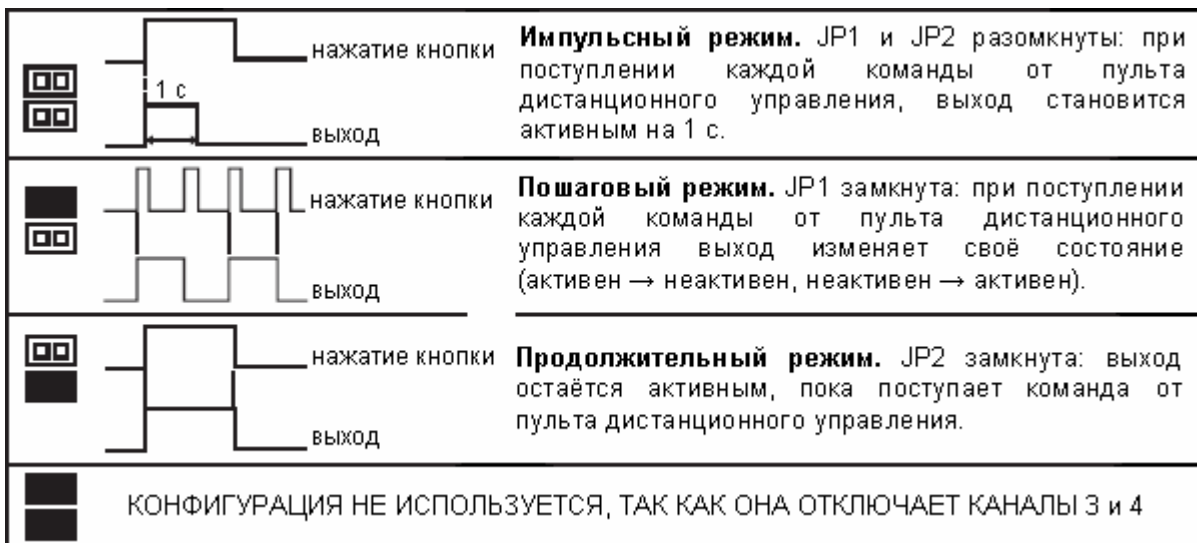 нажатие кнопки
1 с
выход
Импульсный режим. JP1 и JP2 разомкнуты: при
поступлении каждой команды от пульта
дистанционного управления, выход становится
активным на 1 с.
нажатие кнопки
выход
Пошаговый режим. JP1 замкнута: при поступлении
каждой команды от пульта дистанционного
управления выход изменяет своё состояние
(активен → неактивен, неактивен → активен).
нажатие кнопки
выход
Продолжительный режим. JP2 замкнута: выход
остаётся активным, пока поступает команда от
пульта дистанционного управления.
КОНФИГУРАЦИЯ НЕ ИСПОЛЬЗУЕТСЯ, ТАК КАК ОНА ОТКЛЮЧАЕТ КАНАЛЫ 3 и 4